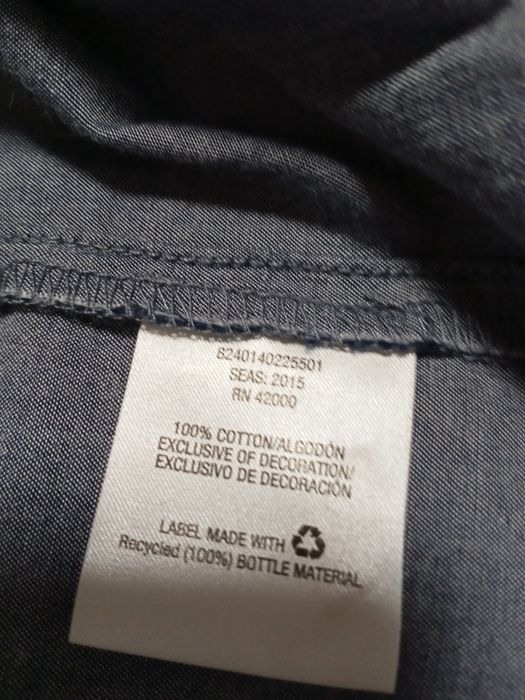 8240140225501
SEAS: 2015
RN 42000
100% COTTON/ALGODÓN
EXCLUSIVE OF DECORATION/
EXCLUSIVO DE DECORACIÓN
LABEL MADE WITH
Recycled (100%) BOTTLE MATERIAL